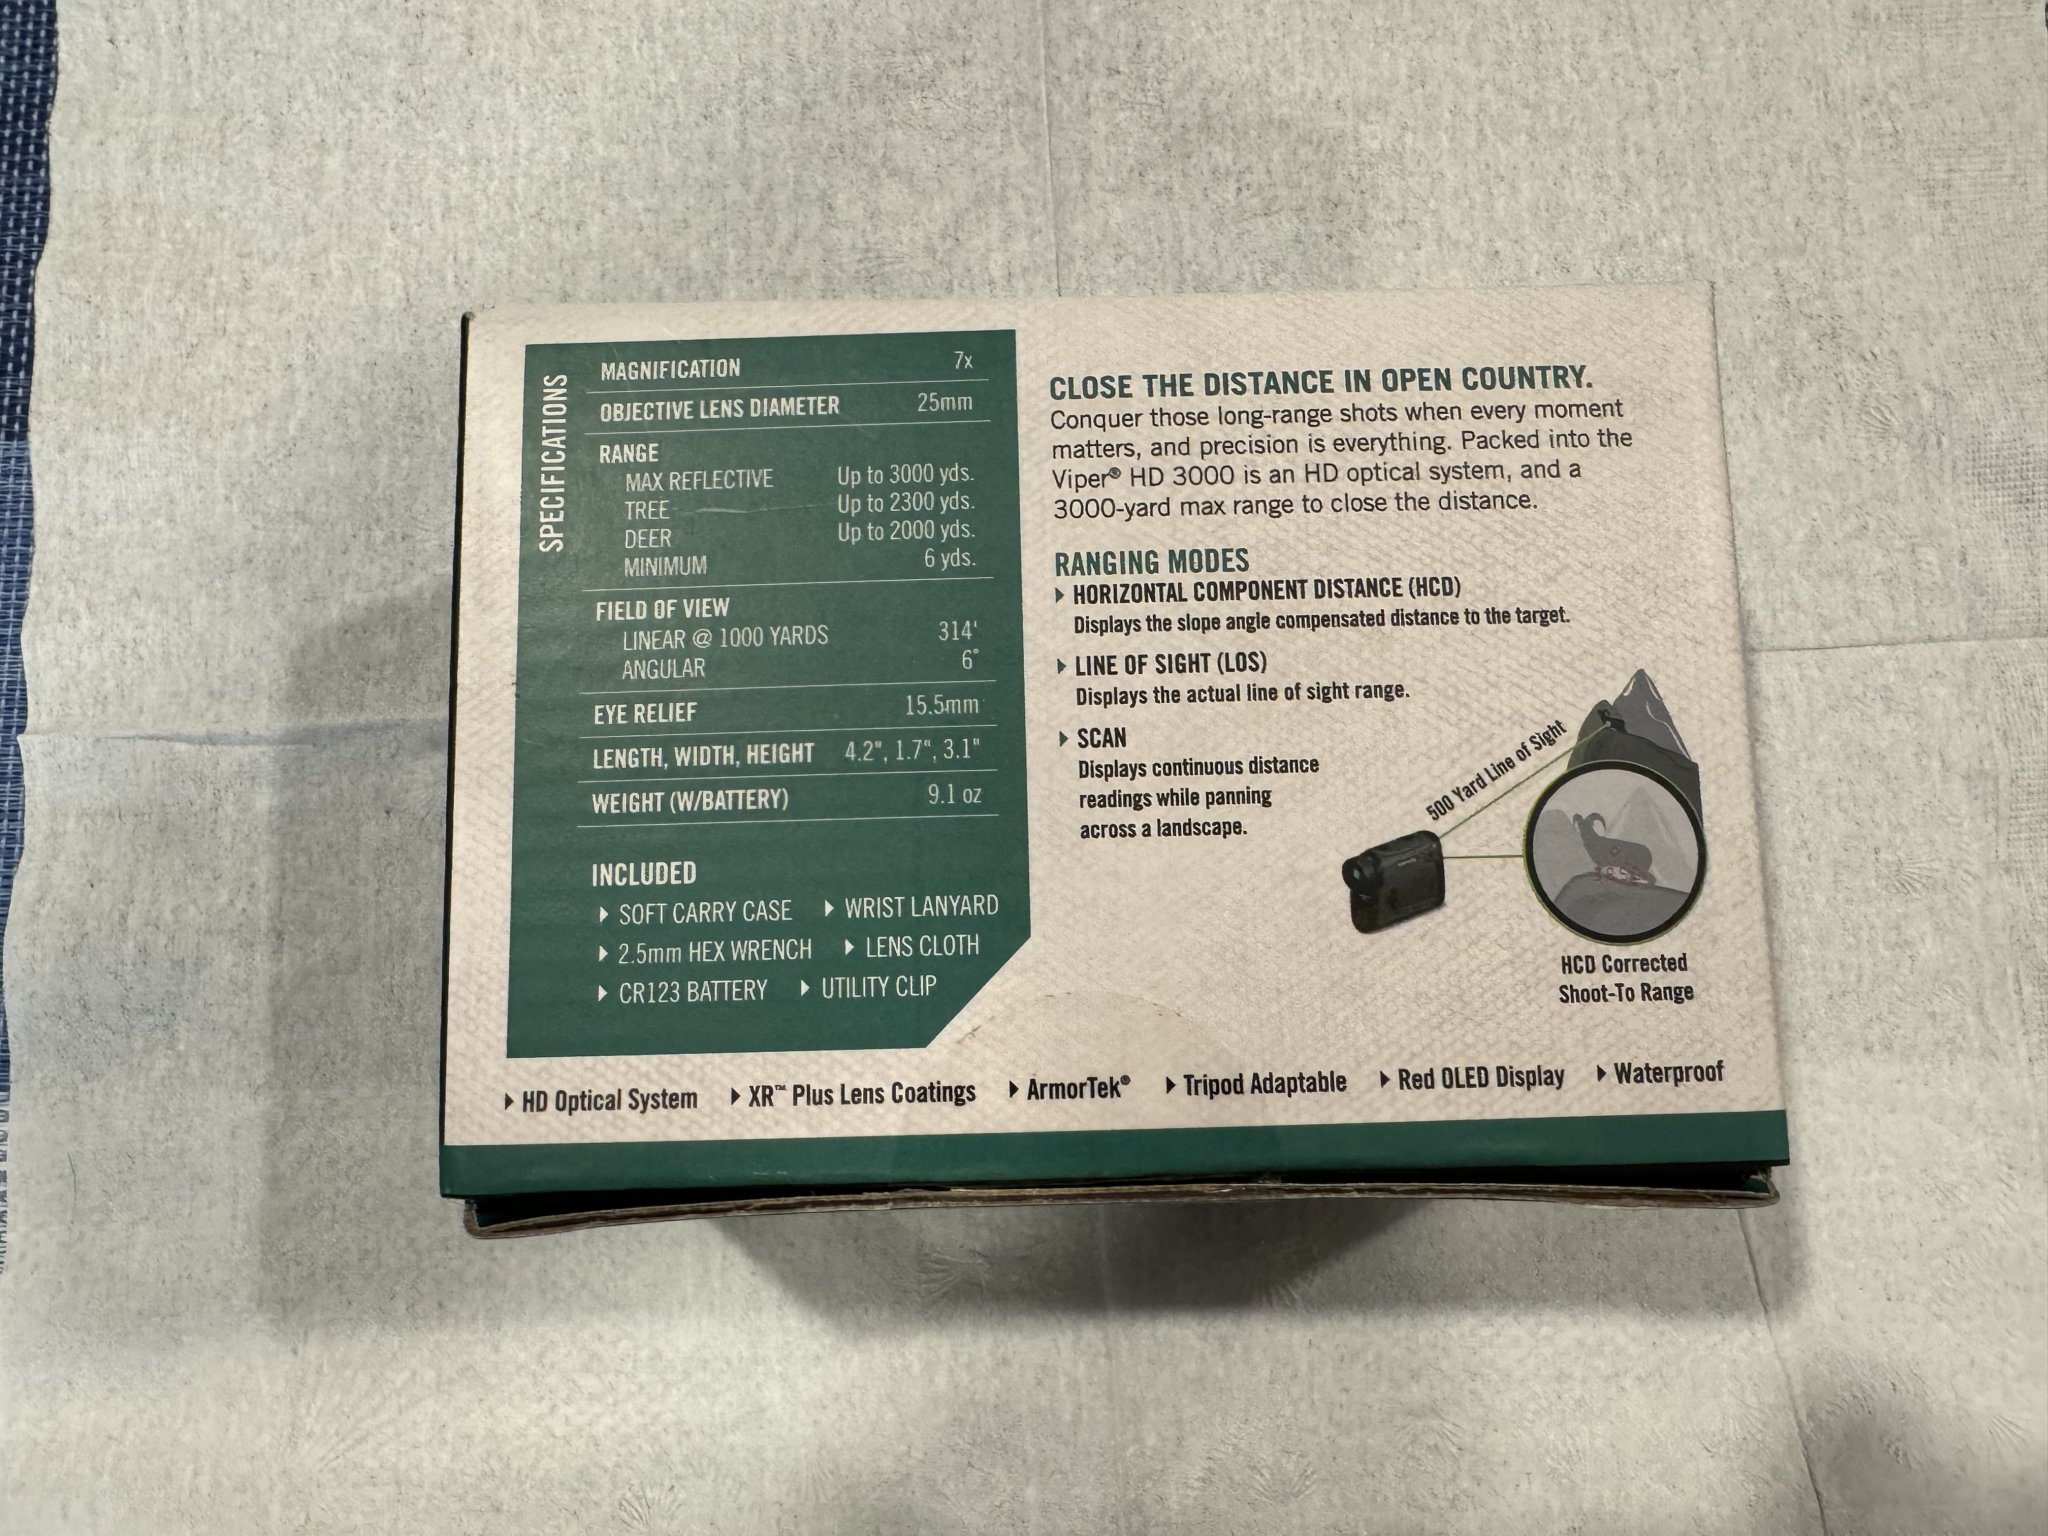 SPECIFICATIONS
MAGNIFICATION 7x
OBJECTIVE LENS DIAMETER 25mm
RANGE
MAX REFLECTIVE Up to 3000 yds.
TREE Up to 2300 yds.
DEER Up to 2000 yds.
MINIMUM 6 yds.
FIELD OF VIEW
LINEAR @ 1000 YARDS 314'
ANGULAR 6°
EYE RELIEF 15.5mm
LENGTH, WIDTH, HEIGHT 4.2", 1.7", 3.1"
WEIGHT (W/BATTERY) 9.1 oz
INCLUDED
SOFT CARRY CASE WRIST LANYARD
2.5mm HEX WRENCH LENS CLOTH
CR123 BATTERY UTILITY CLIP
CLOSE THE DISTANCE IN OPEN COUNTRY.
Conquer those long-range shots when every moment
matters, and precision is everything. Packed into the
Viper® HD 3000 is an HD optical system, and a
3000-yard max range to close the distance.
RANGING MODES
HORIZONTAL COMPONENT DISTANCE (HCD)
Displays the slope angle compensated distance to the target.
LINE OF SIGHT (LOS)
Displays the actual line of sight range.
SCAN
Displays continuous distance
readings while panning
across a landscape.
500 Yard Line of Sight
HCD Corrected
Shoot-To Range
HD Optical System XR™ Plus Lens Coatings ArmorTek® Tripod Adaptable Red OLED Display Waterproof